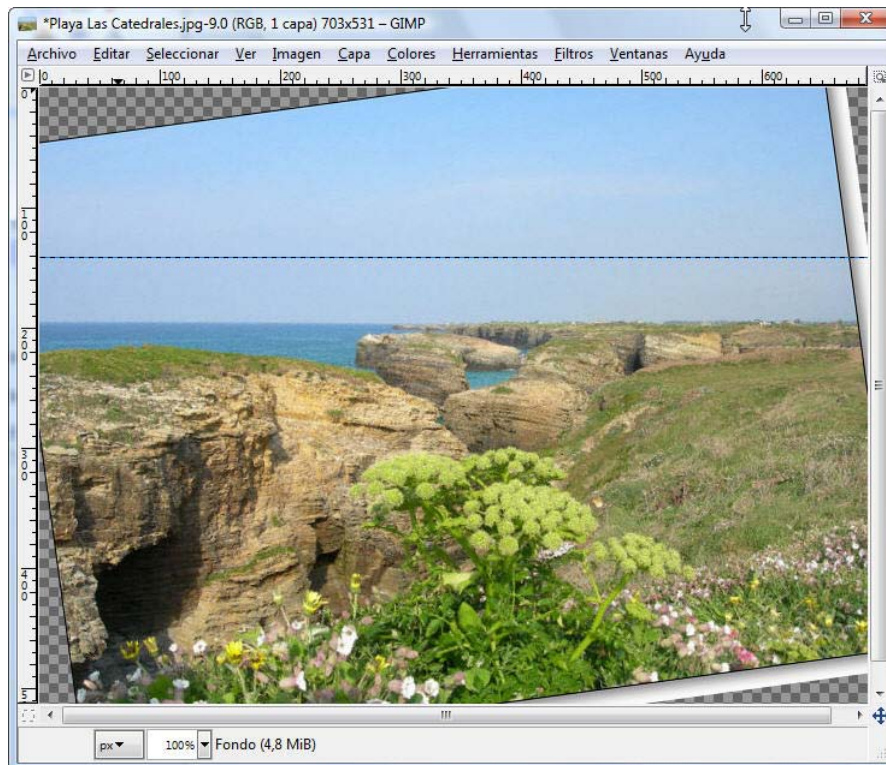 *Playa Las Catedrales.jpg-9.0 (RGB, 1 capa) 703x531 – GIMP
Archivo Editar Seleccionar Ver Imagen Capa Colores Herramientas Filtros Ventanas Ayuda
0 100 200 300 400 500 600
0
100
200
300
400
5
px 100% Fondo (4,8 MiB)